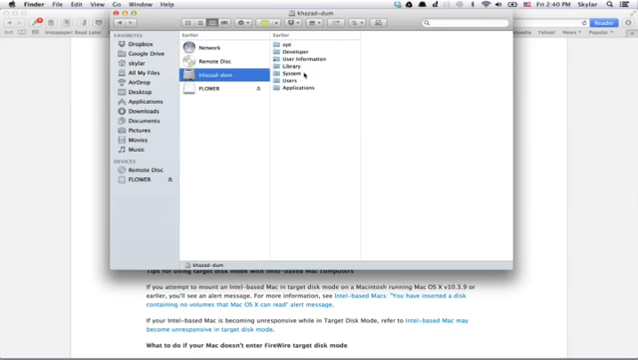 Finder File Edit View Go Window Help
Fri 2:40 PM Skylar
khazad-dum
Reader
Instapaper: Read Later
News Popular
FAVORITES
Dropbox
Google Drive
skylar
All My Files
AirDrop
Desktop
Applications
Downloads
Documents
Pictures
Movies
Music
DEVICES
Remote Disc
FLOWER
Earlier
Network
Remote Disc
khazad-dum
FLOWER
Earlier
opt
Developer
User Information
Library
System
Users
Applications
khazad-dum
Tips for using target disk mode with Intel-based Mac computers
If you attempt to mount an Intel-based Mac in target disk mode on a Macintosh running Mac OS X v10.3.9 or
earlier, you'll see an alert message. For more information, see Intel-based Macs: "You have inserted a disk
containing no volumes that Mac OS X can read" alert message.
If your Intel-based Mac is becoming unresponsive while in Target Disk Mode, refer to Intel-based Mac may
become unresponsive in target disk mode.
What to do if your Mac doesn't enter FireWire target disk mode